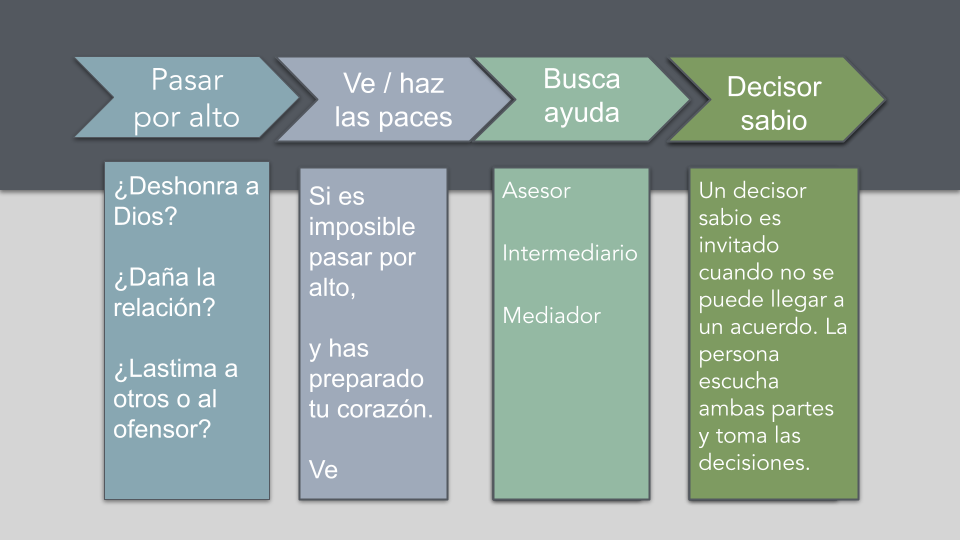 Pasar
por alto
Ve / haz
las paces
Busca
ayuda
Decisor
sabio
¿Deshonra a
Dios?
¿Daña la
relación?
¿Lastima a
otros o al
ofensor?
Si es
imposible
pasar por
alto,
y has
preparado
tu corazón.
Ve
Asesor
Intermediario
Mediador
Un decisor
sabio es
invitado
cuando no se
puede llegar a
un acuerdo. La
persona
escucha
ambas partes
y toma las
decisiones.